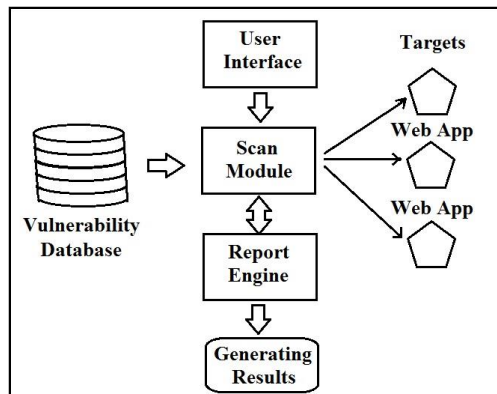 User
Interface
Targets
Web App
Scan
Module
Web App
Vulnerability
Database
Report
Engine
Generating
Results